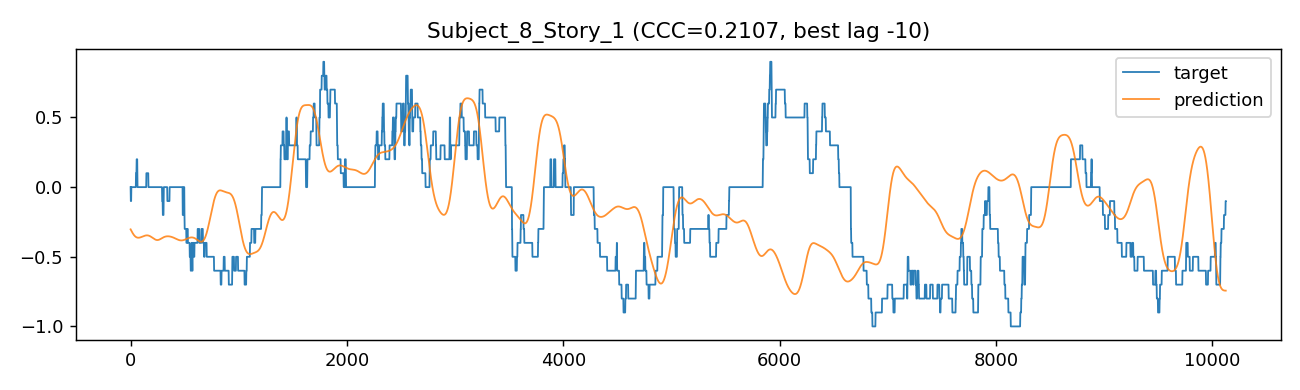 Subject_8_Story_1 (CCC=0.2107, best lag -10)
target
prediction
0.5
0.0
−0.5
−1.0
0 2000 4000 6000 8000 10000